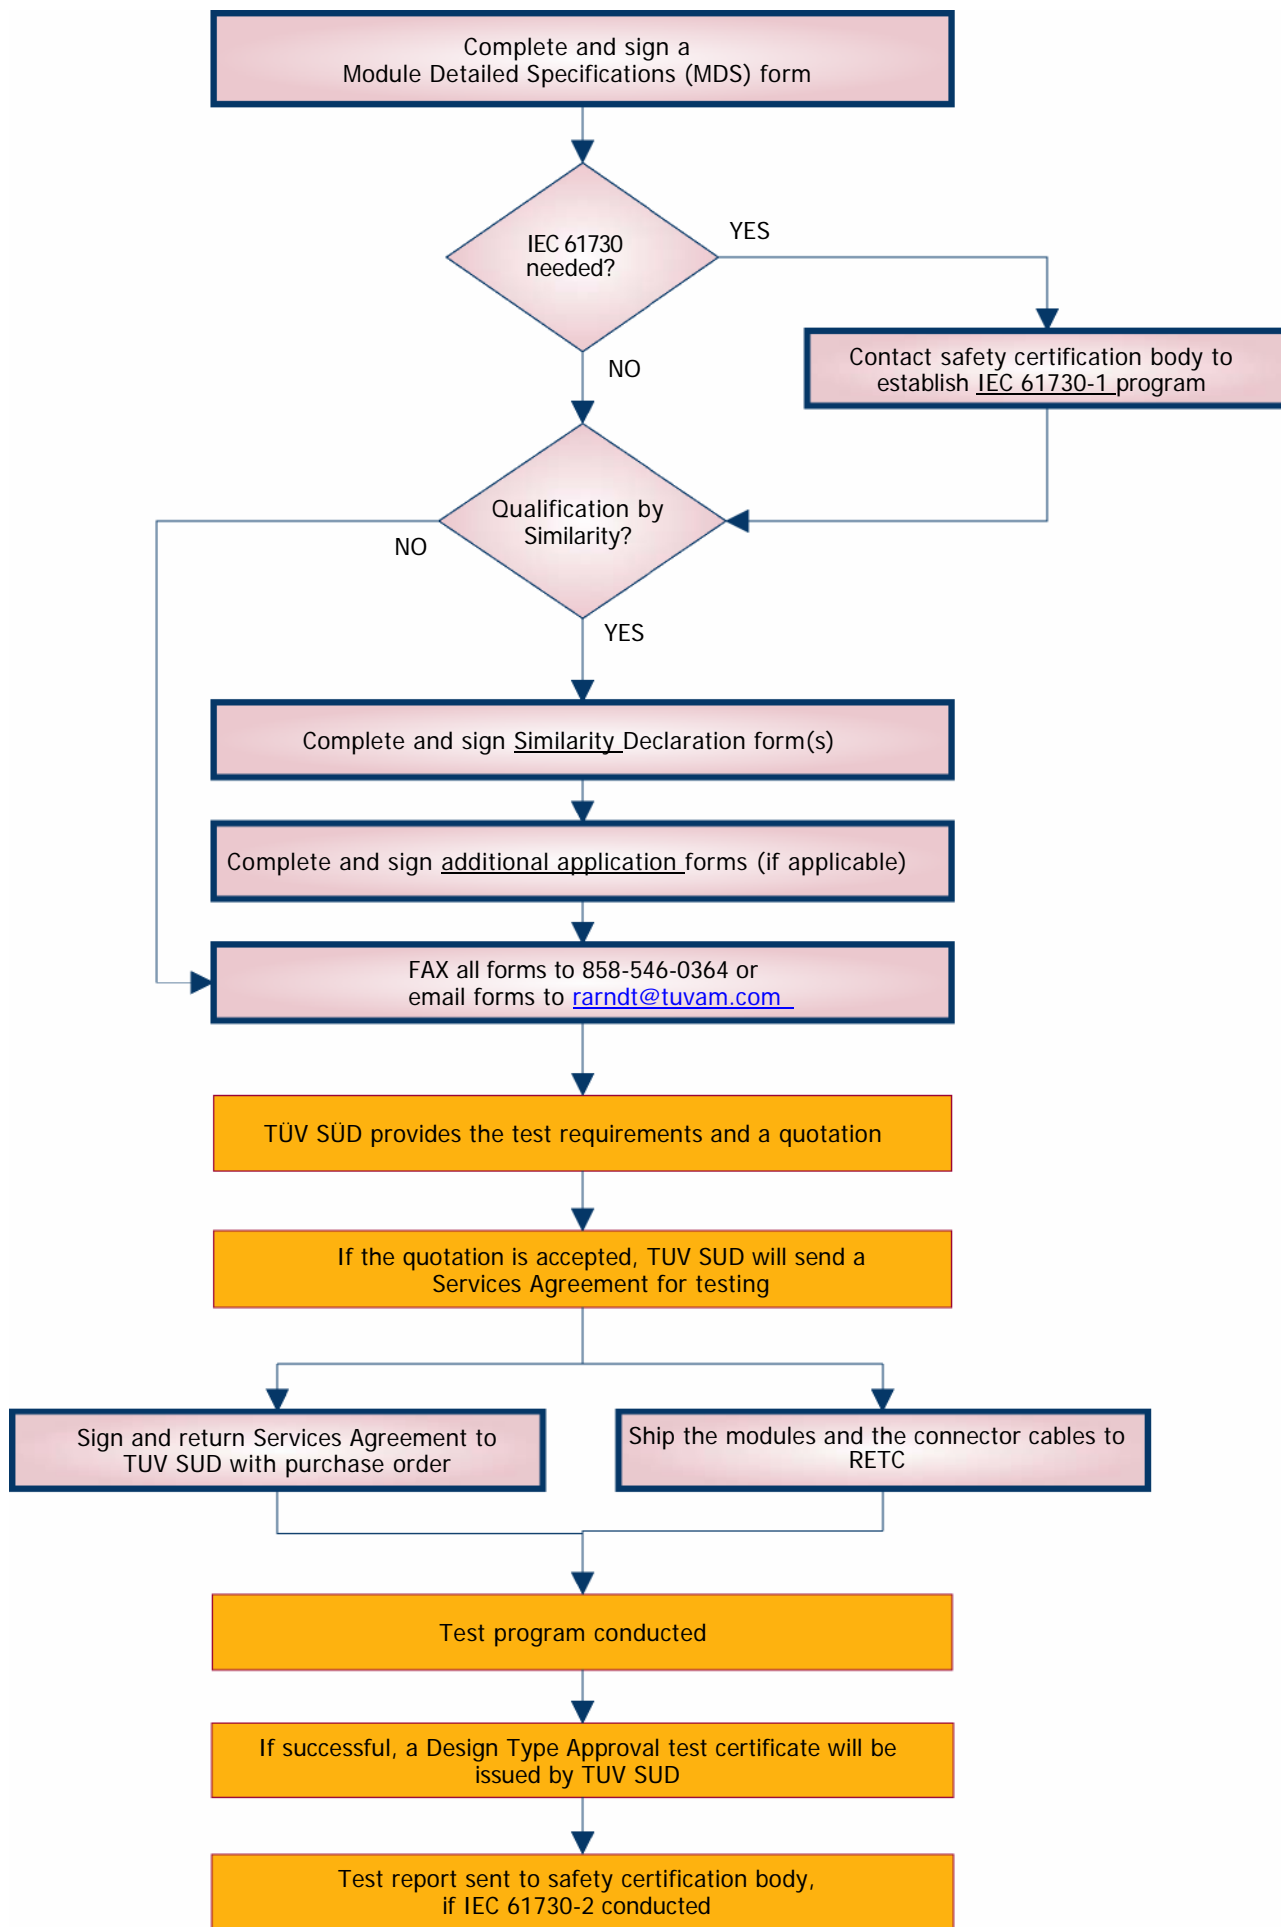 Complete and sign a
Module Detailed Specifications (MDS) form
IEC 61730
needed?
YES
Contact safety certification body to
establish IEC 61730-1 program
NO
Qualification by
Similarity?
NO
YES
Complete and sign Similarity Declaration form(s)
Complete and sign additional application forms (if applicable)
FAX all forms to 858-546-0364 or
email forms to rarndt@tuvam.com
TÜV SÜD provides the test requirements and a quotation
If the quotation is accepted, TUV SUD will send a
Services Agreement for testing
Sign and return Services Agreement to
TUV SUD with purchase order
Ship the modules and the connector cables to
RETC
Test program conducted
If successful, a Design Type Approval test certificate will be
issued by TUV SUD
Test report sent to safety certification body,
if IEC 61730-2 conducted